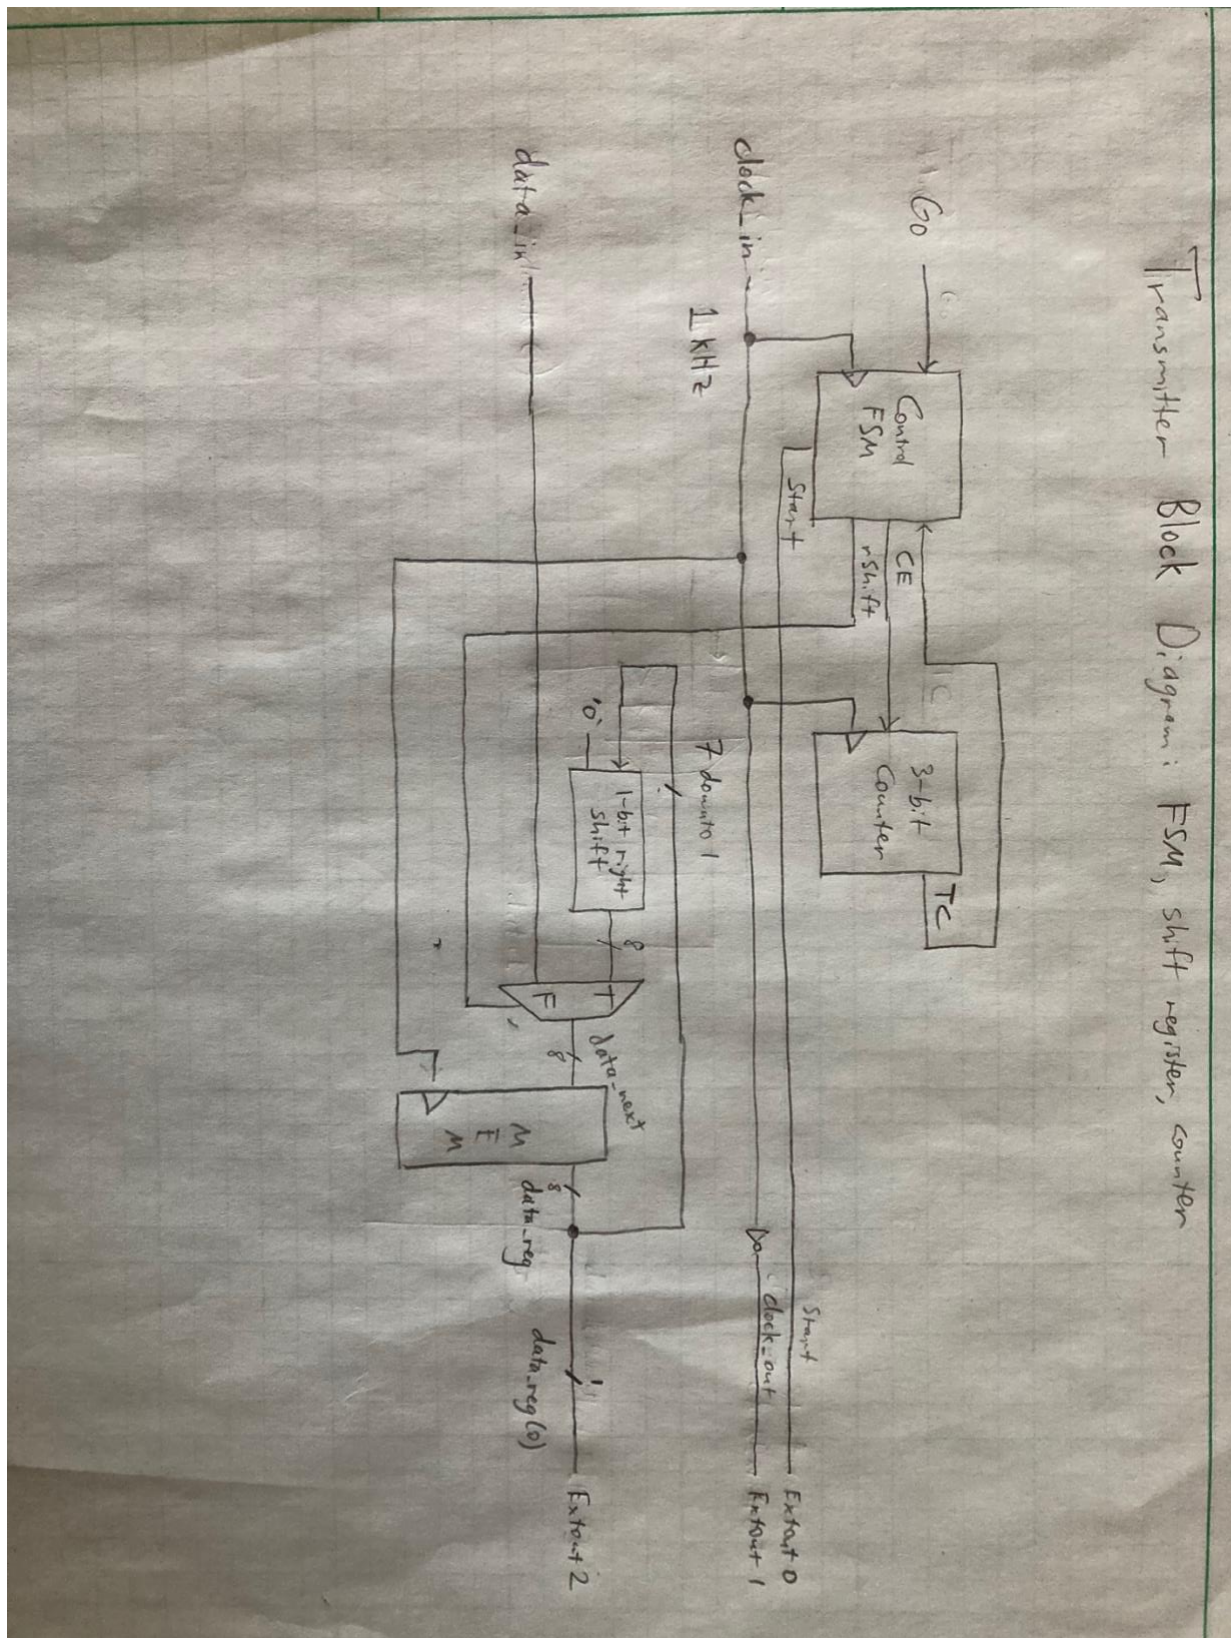 Transmitter Block Diagram: FSM, shift register, counter
Go
Control
FSM
CE
rShift
Start
TC
3-bit
Counter
TC
clock_in
1 kHz
Start
Extout 0
clock_out
Extout 1
7 downto 1
'0'
1-bit right
shift
8
data_in
T
F
data_next
8
MEM
8
data_reg
data_reg(0)
Extout 2